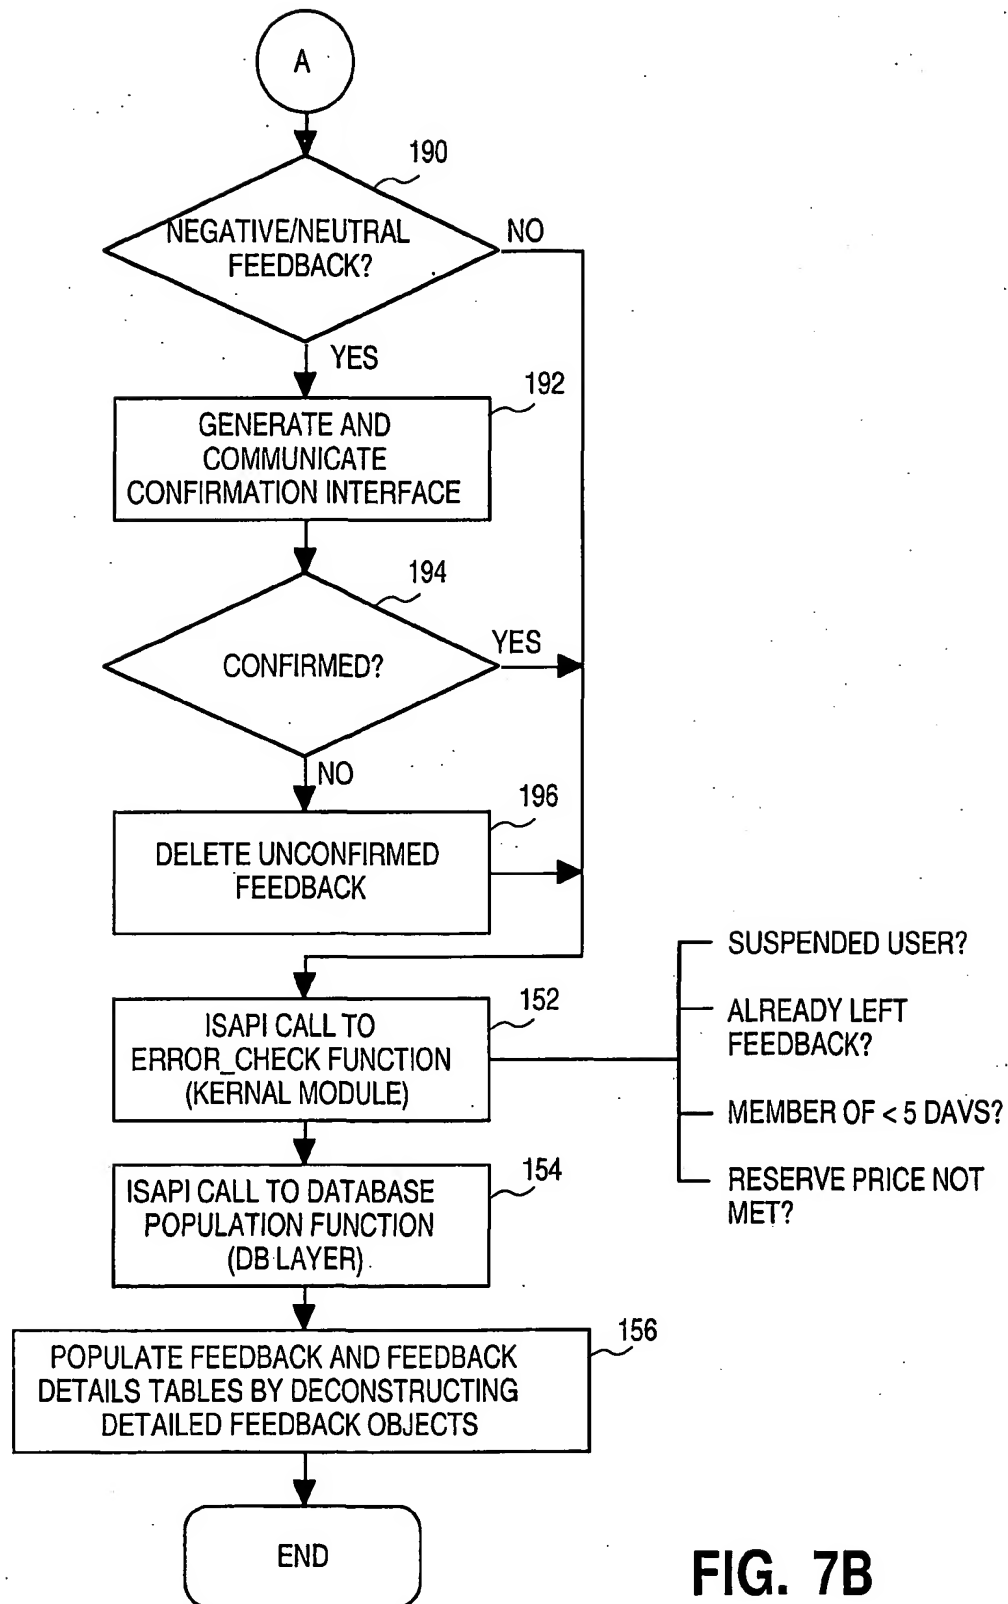 A
190
NEGATIVE/NEUTRAL
FEEDBACK?
NO
YES
192
GENERATE AND
COMMUNICATE
CONFIRMATION INTERFACE
194
CONFIRMED?
YES
NO
196
DELETE UNCONFIRMED
FEEDBACK
152
ISAPI CALL TO
ERROR_CHECK FUNCTION
(KERNAL MODULE)
SUSPENDED USER?
ALREADY LEFT
FEEDBACK?
MEMBER OF < 5 DAVS?
RESERVE PRICE NOT
MET?
154
ISAPI CALL TO DATABASE
POPULATION FUNCTION
(DB LAYER)
156
POPULATE FEEDBACK AND FEEDBACK
DETAILS TABLES BY DECONSTRUCTING
DETAILED FEEDBACK OBJECTS
END
FIG. 7B